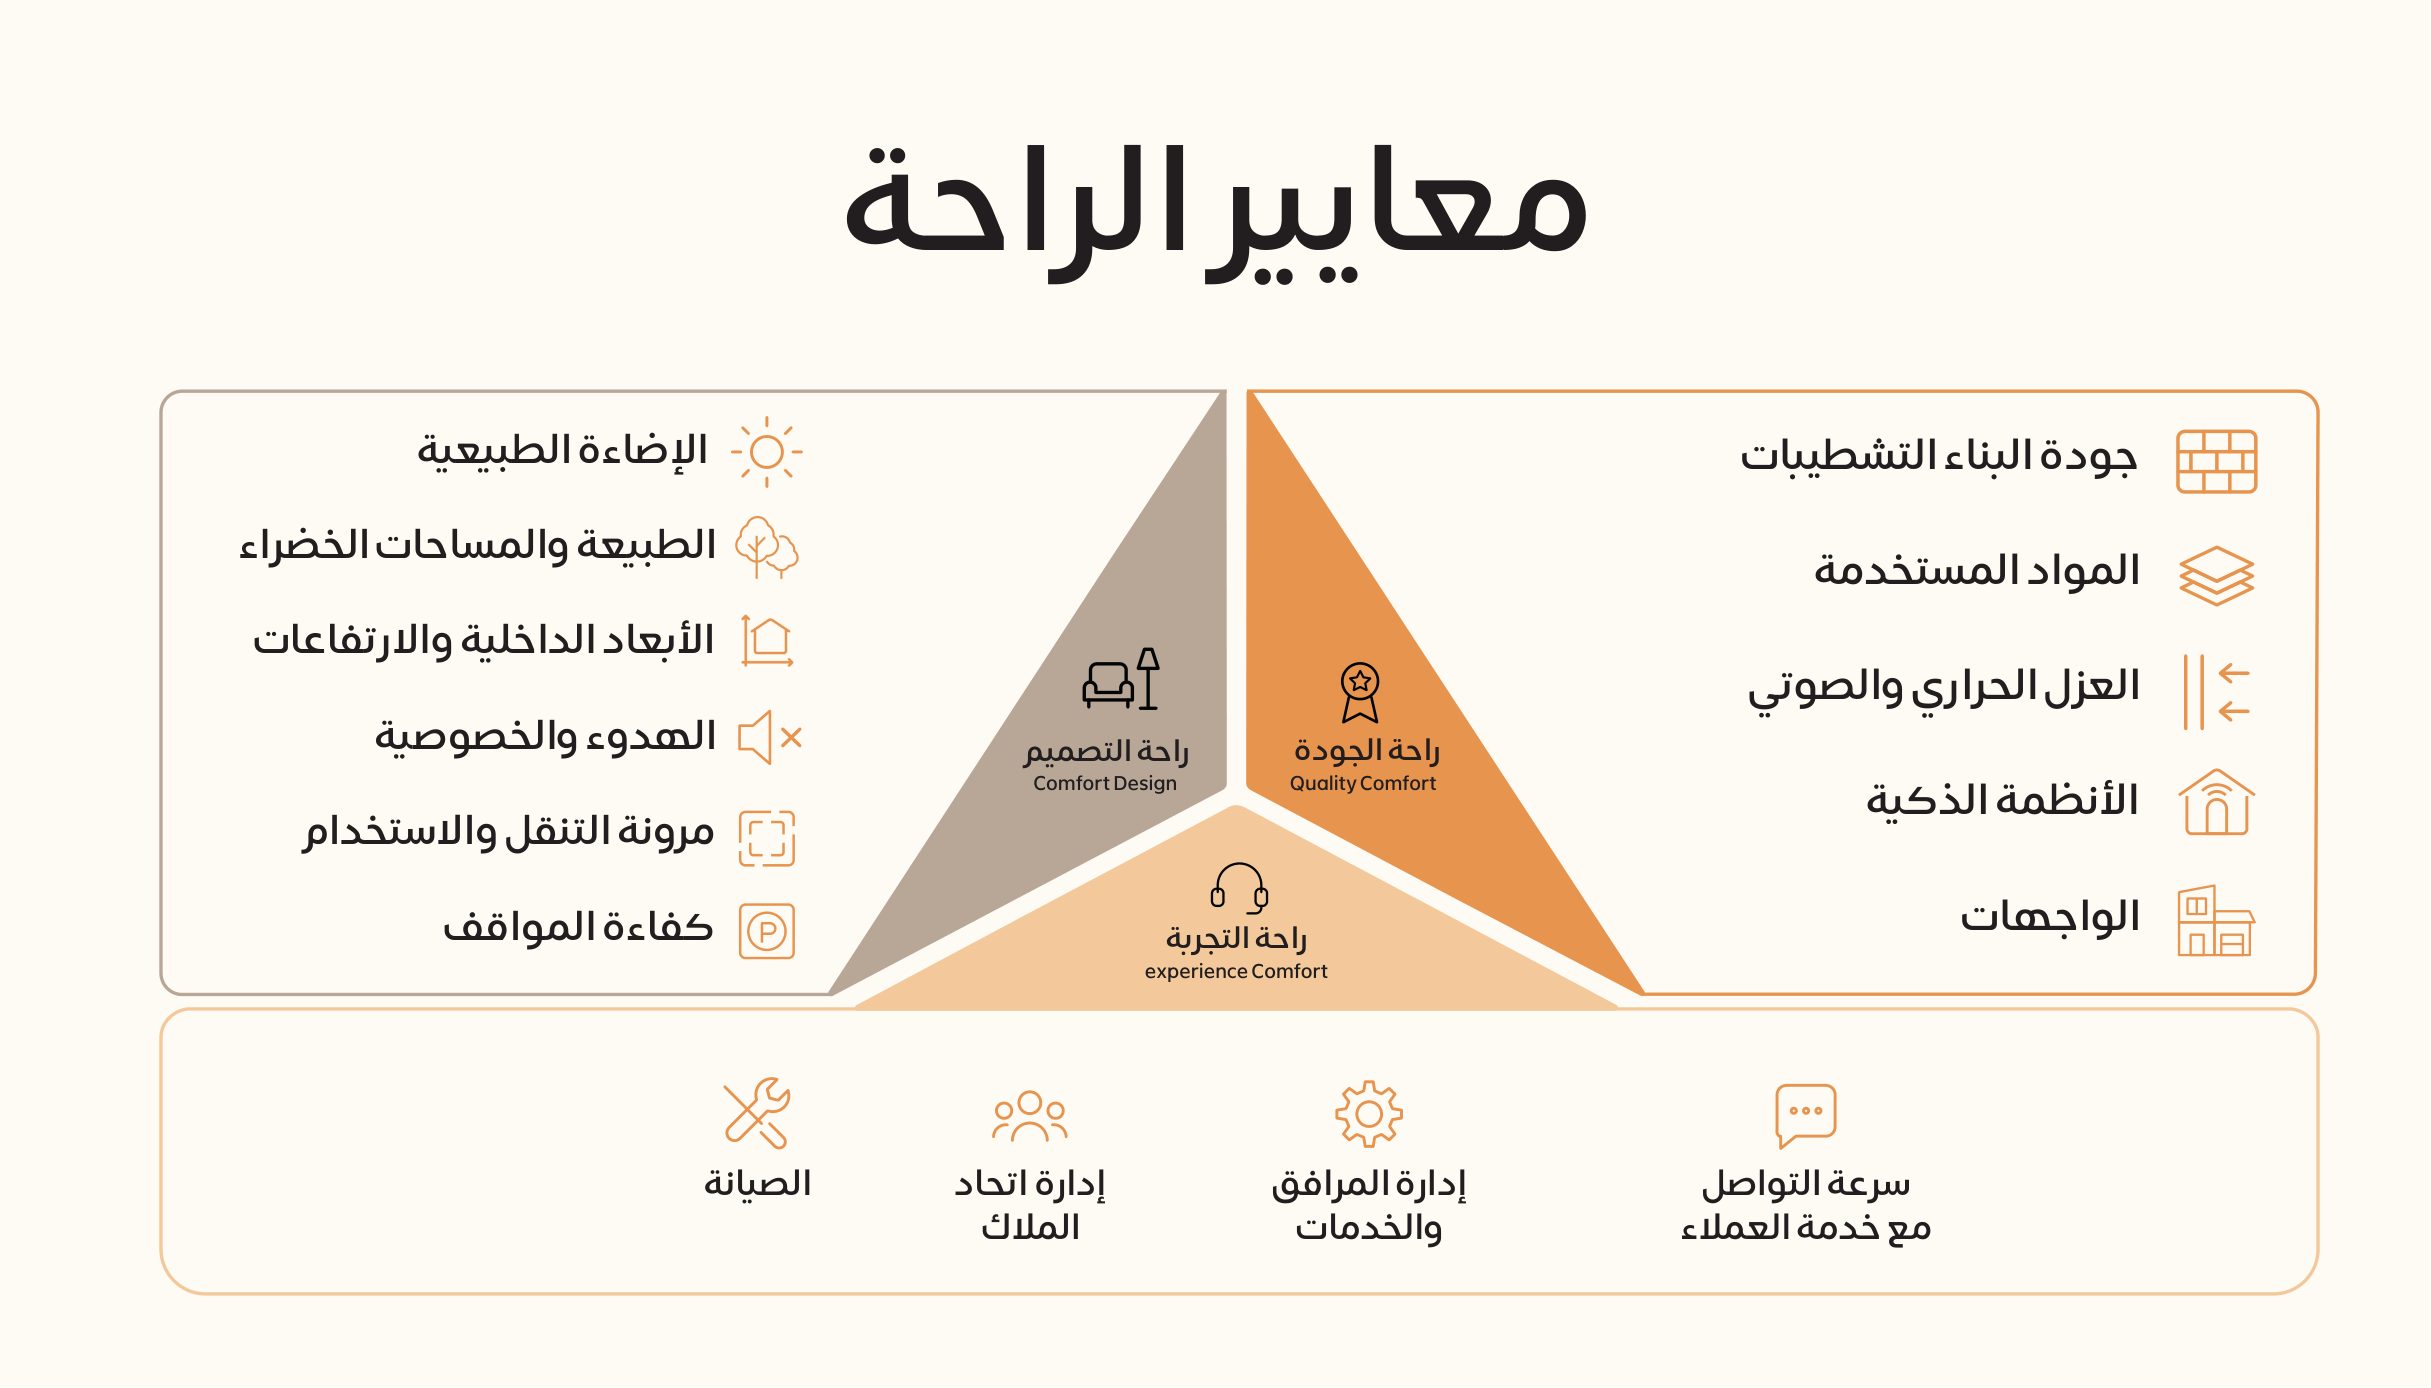 معايير الراحة
جودة البناء التشطيبات
المواد المستخدمة
العزل الحراري والصوتي
الأنظمة الذكية
الواجهات
راحة الجودة
Quality Comfort
راحة التصميم
Comfort Design
الإضاءة الطبيعية
الطبيعة والمساحات الخضراء
الأبعاد الداخلية والارتفاعات
الهدوء والخصوصية
مرونة التنقل والاستخدام
كفاءة المواقف
P
راحة التجربة
experience Comfort
سرعة التواصل
مع خدمة العملاء
إدارة المرافق
والخدمات
إدارة اتحاد
الملاك
الصيانة